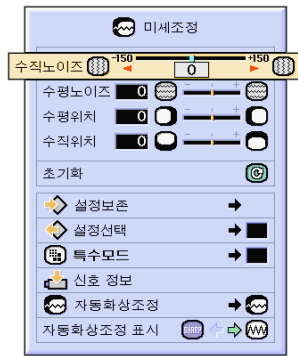 미세조정
수직노이즈 -150 0 +150
수평노이즈 0 - +
수평위치 0 - +
수직위치 0 - +
초기화
설정보존
설정선택
특수모드
신호 정보
자동화상조정
자동화상조정 표시 SHARP